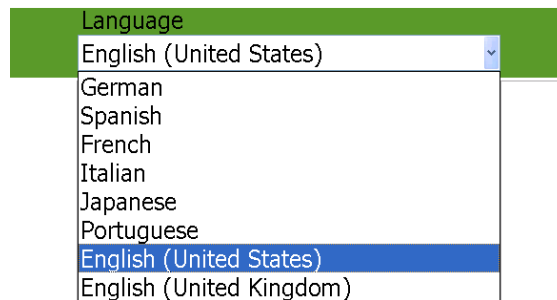 Language
English (United States)
German
Spanish
French
Italian
Japanese
Portuguese
English (United States)
English (United Kingdom)